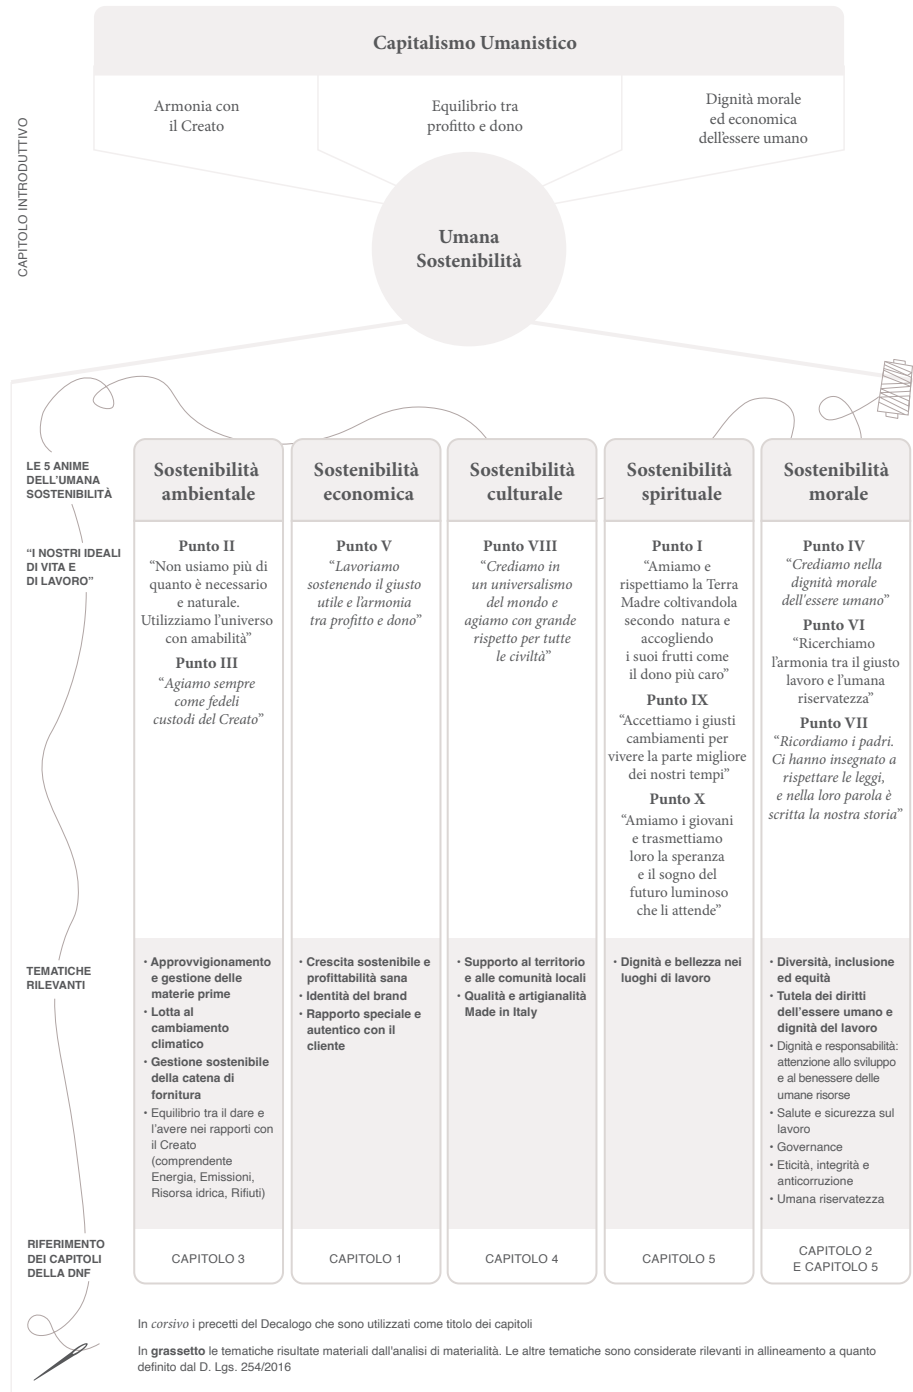 Capitalismo Umanistico
Armonia con
il Creato
Equilibrio tra
profitto e dono
Dignità morale
ed economica
dell'essere umano
CAPITOLO INTRODUTTIVO
Umana
Sostenibilità
LE 5 ANIME
DELL'UMANA
SOSTENIBILITÀ
Sostenibilità
ambientale
Sostenibilità
economica
Sostenibilità
culturale
Sostenibilità
spirituale
Sostenibilità
morale
“I NOSTRI IDEALI
DI VITA E
DI LAVORO”
Punto II
“Non usiamo più di
quanto è necessario
e naturale.
Utilizziamo l’universo
con amabilità”
Punto III
“Agiamo sempre
come fedeli
custodi del Creato”
Punto V
“Lavoriamo
sostenendo il giusto
utile e l’armonia
tra profitto e dono”
Punto VIII
“Crediamo in
un universalismo
del mondo e
agiamo con grande
rispetto per tutte
le civiltà”
Punto I
“Amiamo e
rispettiamo la Terra
Madre coltivandola
secondo natura e
accogliendo
i suoi frutti come
il dono più caro”
Punto IX
“Accettiamo i giusti
cambiamenti per
vivere la parte migliore
dei nostri tempi”
Punto X
“Amiamo i giovani
e trasmettiamo
loro la speranza
e il sogno del
futuro luminoso
che li attende”
Punto IV
“Crediamo nella
dignità morale
dell'essere umano”
Punto VI
“Ricerchiamo
l’armonia tra il giusto
lavoro e l’umana
riservatezza”
Punto VII
“Ricordiamo i padri.
Ci hanno insegnato a
rispettare le leggi,
e nella loro parola è
scritta la nostra storia”
TEMATICHE
RILEVANTI
• Approvvigionamento
e gestione delle
materie prime
• Lotta al
cambiamento
climatico
• Gestione sostenibile
della catena di
fornitura
• Equilibrio tra il dare e
l’avere nei rapporti con
il Creato
(comprendente
Energia, Emissioni,
Risorsa idrica, Rifiuti)
• Crescita sostenibile e
profittabilità sana
• Identità del brand
• Rapporto speciale e
autentico con il
cliente
• Supporto al territorio
e alle comunità locali
• Qualità e artigianalità
Made in Italy
• Dignità e bellezza nei
luoghi di lavoro
• Diversità, inclusione
ed equità
• Tutela dei diritti
dell’essere umano e
dignità del lavoro
• Dignità e responsabilità:
attenzione allo sviluppo
e al benessere delle
umane risorse
• Salute e sicurezza sul
lavoro
• Governance
• Eticità, integrità e
anticorruzione
• Umana riservatezza
RIFERIMENTO
DEI CAPITOLI
DELLA DNF
CAPITOLO 3
CAPITOLO 1
CAPITOLO 4
CAPITOLO 5
CAPITOLO 2
E CAPITOLO 5
In corsivo i precetti del Decalogo che sono utilizzati come titolo dei capitoli
In grassetto le tematiche risultate materiali dall'analisi di materialità. Le altre tematiche sono considerate rilevanti in allineamento a quanto
definito dal D. Lgs. 254/2016